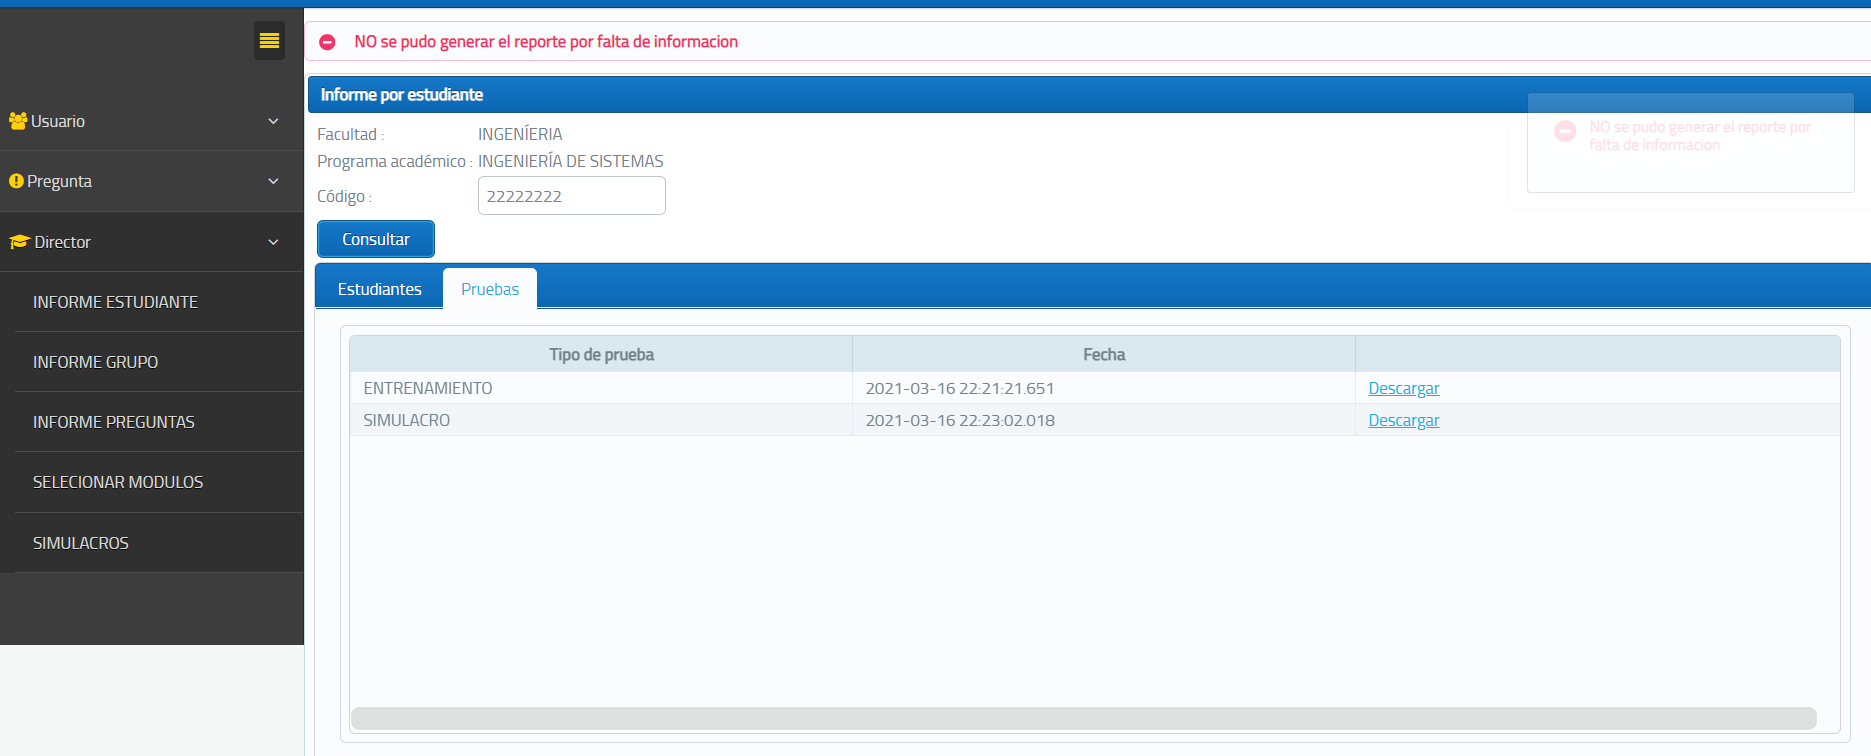 NO se pudo generar el reporte por falta de informacion
Usuario
Pregunta
Director
INFORME ESTUDIANTE
INFORME GRUPO
INFORME PREGUNTAS
SELECIONAR MODULOS
SIMULACROS
Informe por estudiante
NO se pudo generar el reporte por
falta de informacion
Facultad : INGENÍERIA
Programa académico : INGENIERÍA DE SISTEMAS
Código : 22222222
Consultar
Estudiantes Pruebas
Tipo de prueba Fecha
ENTRENAMIENTO 2021-03-16 22:21:21.651 Descargar
SIMULACRO 2021-03-16 22:23:02.018 Descargar